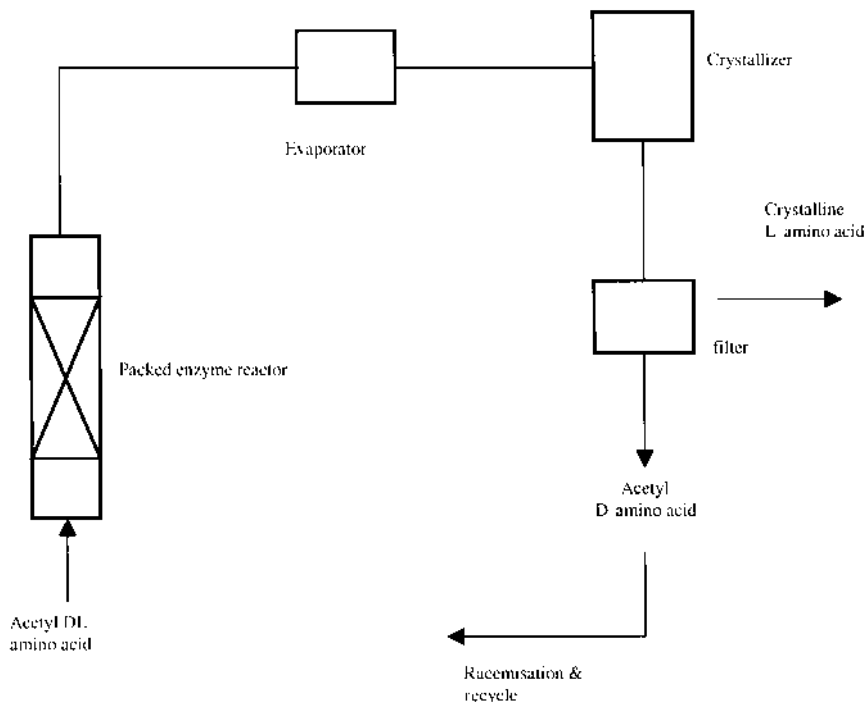 Crystallizer
Evaporator
Crystalline
L amino acid
filter
Packed enzyme reactor
Acetyl
D amino acid
Acetyl DL
amino acid
Racemisation &
recycle